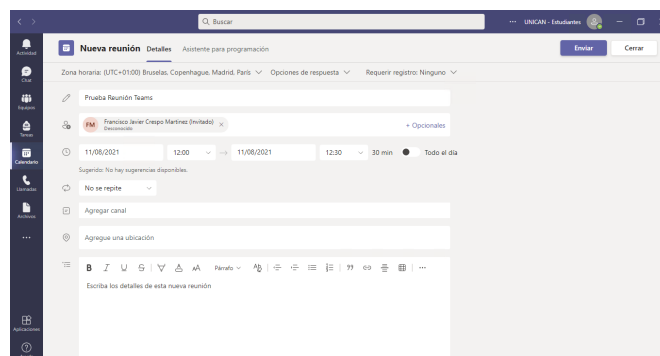 Buscar
UNICAN - Estudiantes
Actividad
Chat
Equipos
Tareas
Calendario
Llamadas
Archivos
Aplicaciones
Nueva reunión Detalles Asistente para programación
Enviar Cerrar
Zona horaria: (UTC+01:00) Bruselas, Copenhague, Madrid, París Opciones de respuesta Requerir registro: Ninguno
Prueba Reunión Teams
FM Francisco Javier Crespo Martinez (Invitado) ×
Desconocido
+ Opcionales
11/08/2021 12:00 → 11/08/2021 12:30 30 min Todo el día
Sugerido: No hay sugerencias disponibles.
No se repite
Agregar canal
Agregue una ubicación
B I U S A AA Párrafo
Escriba los detalles de esta nueva reunión